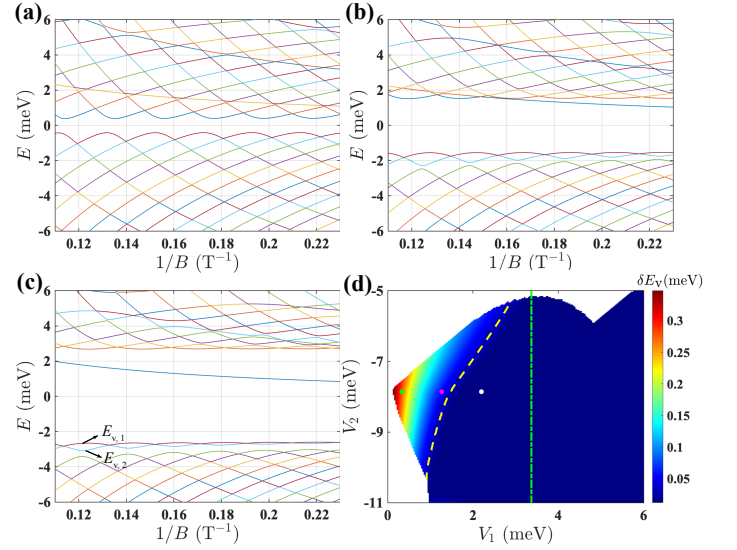 (a)
6
4
2
0
-2
-4
-6
E (meV)
0.12 0.14 0.16 0.18 0.2 0.22
1/B (T⁻¹)
(b)
6
4
2
0
-2
-4
-6
E (meV)
0.12 0.14 0.16 0.18 0.2 0.22
1/B (T⁻¹)
(c)
6
4
2
0
-2
-4
-6
E (meV)
E_{v,1}
E_{v,2}
0.12 0.14 0.16 0.18 0.2 0.22
1/B (T⁻¹)
(d)
δE_v(meV)
-5
-7
-9
-11
V₂ (meV)
0 2 4 6
V₁ (meV)
0.3
0.25
0.2
0.15
0.1
0.05